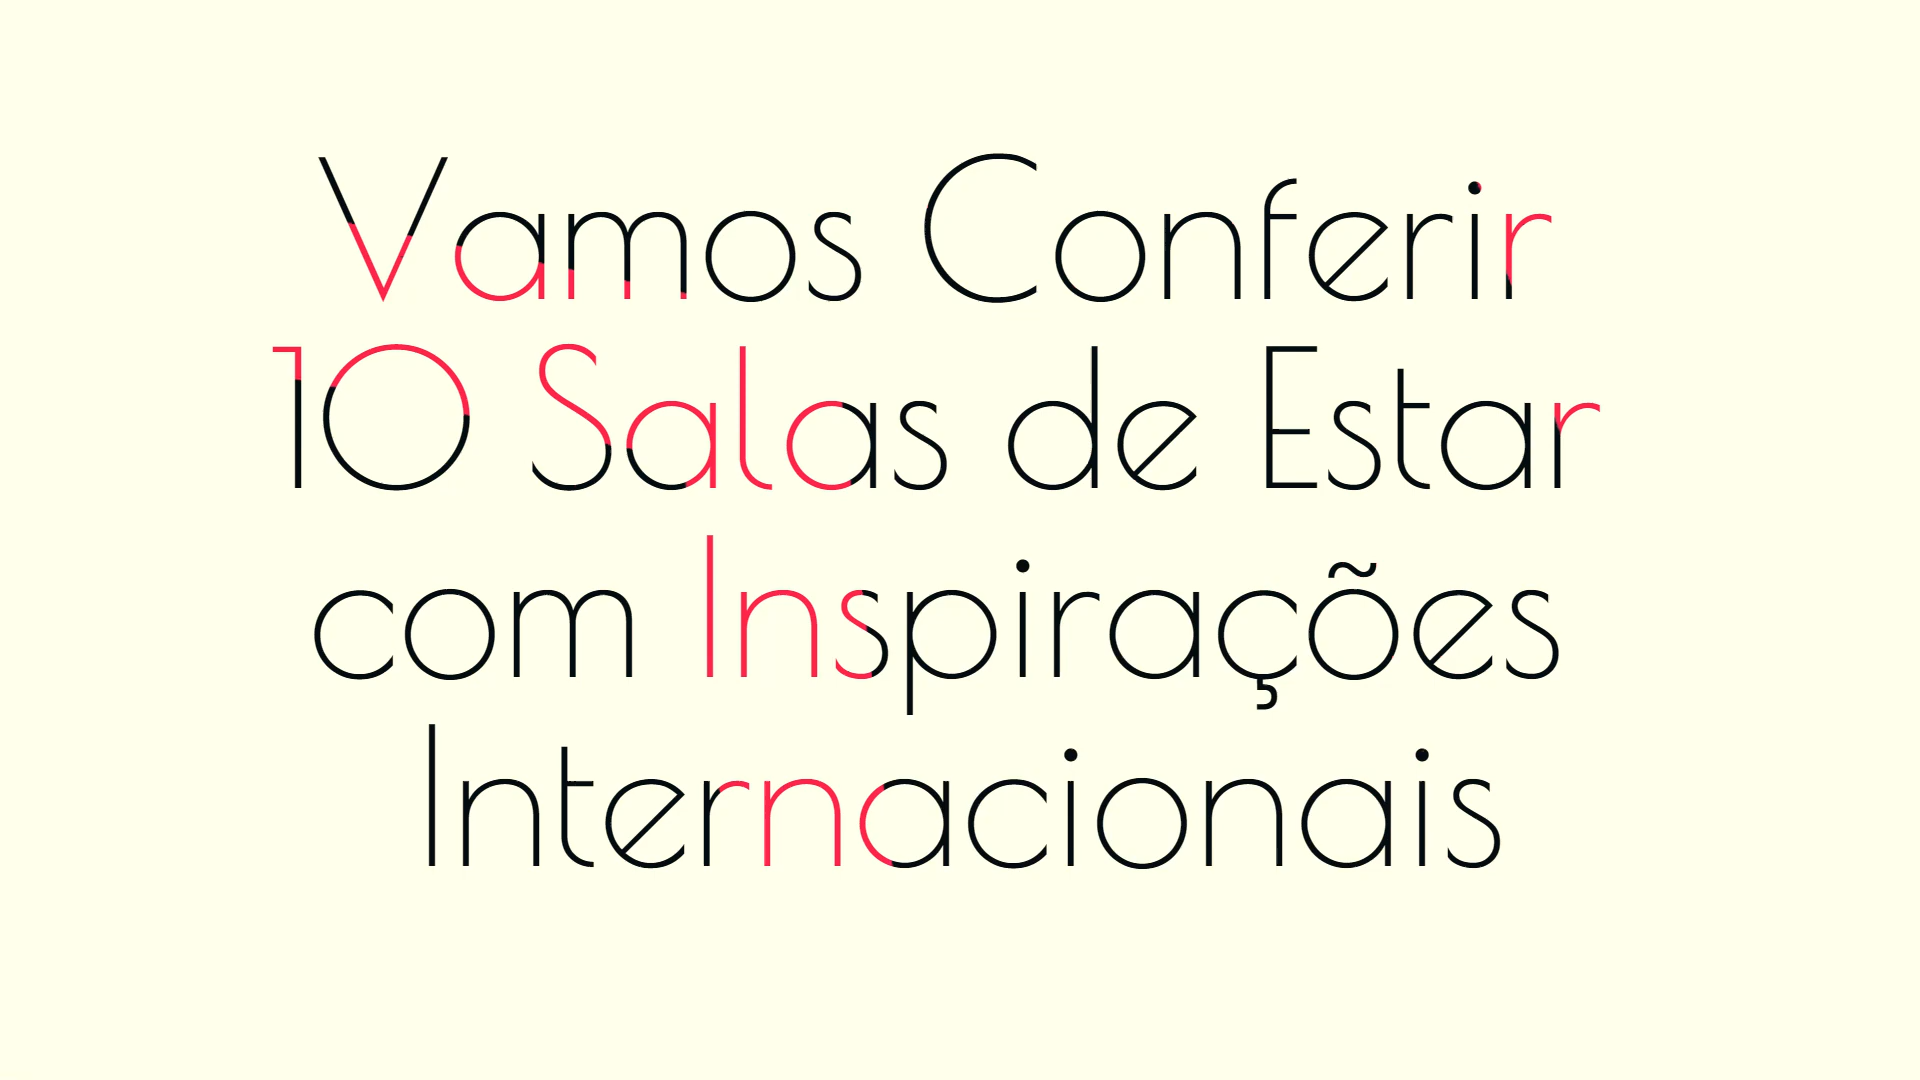 Vamos Conferir
10 Salas de Estar
com Inspirações
Internacionais